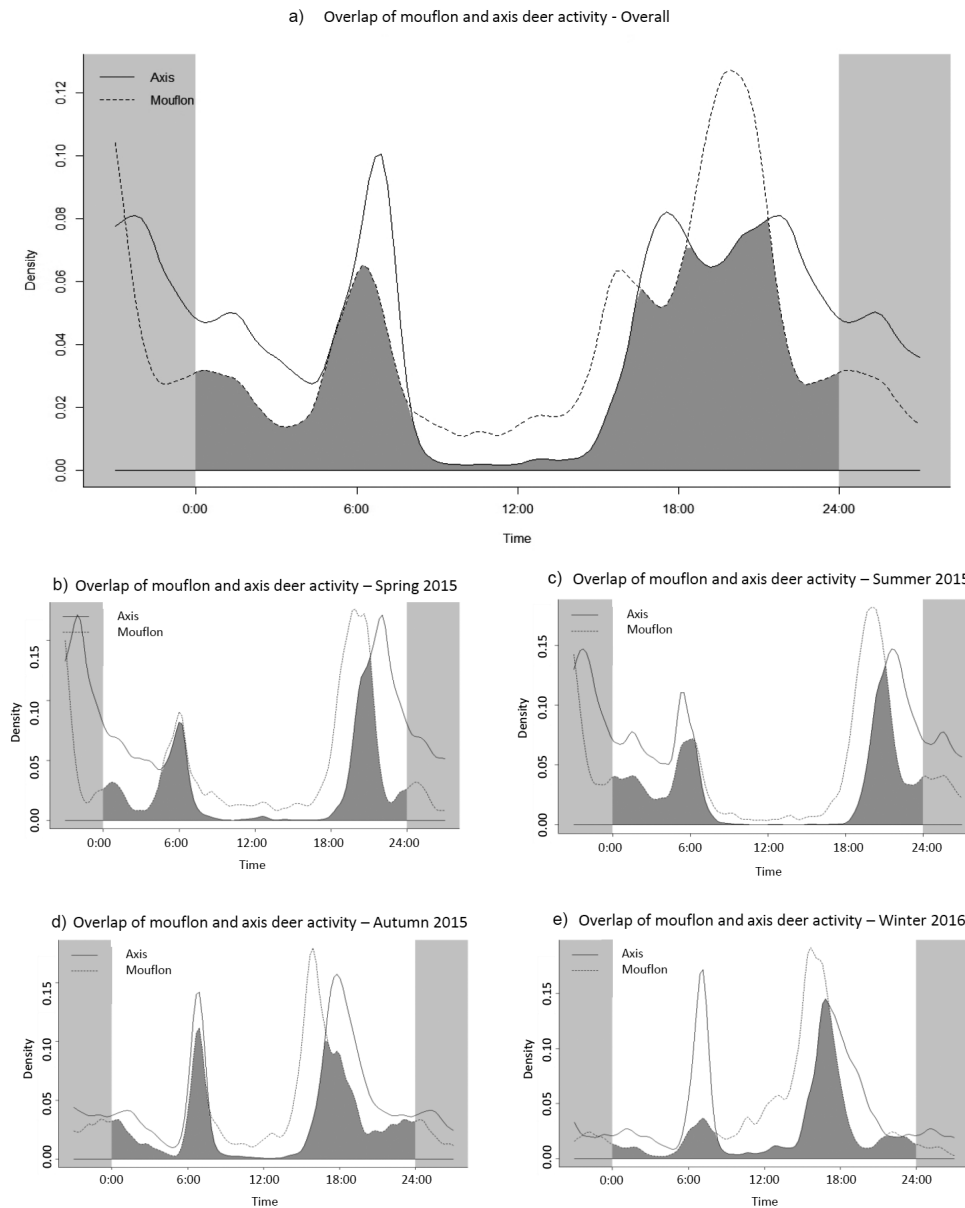 a) Overlap of mouflon and axis deer activity - Overall
Axis
Mouflon
Density
0.12
0.10
0.08
0.06
0.04
0.02
0.00
0:00 6:00 12:00 18:00 24:00
Time
b) Overlap of mouflon and axis deer activity – Spring 2015
Axis
Mouflon
Density
0.15
0.10
0.05
0.00
0:00 6:00 12:00 18:00 24:00
Time
c) Overlap of mouflon and axis deer activity – Summer 2015
Axis
Mouflon
Density
0.15
0.10
0.05
0.00
0:00 6:00 12:00 18:00 24:00
Time
d) Overlap of mouflon and axis deer activity – Autumn 2015
Axis
Mouflon
Density
0.15
0.10
0.05
0.00
0:00 6:00 12:00 18:00 24:00
Time
e) Overlap of mouflon and axis deer activity – Winter 2016
Axis
Mouflon
Density
0.15
0.10
0.05
0.00
0:00 6:00 12:00 18:00 24:00
Time